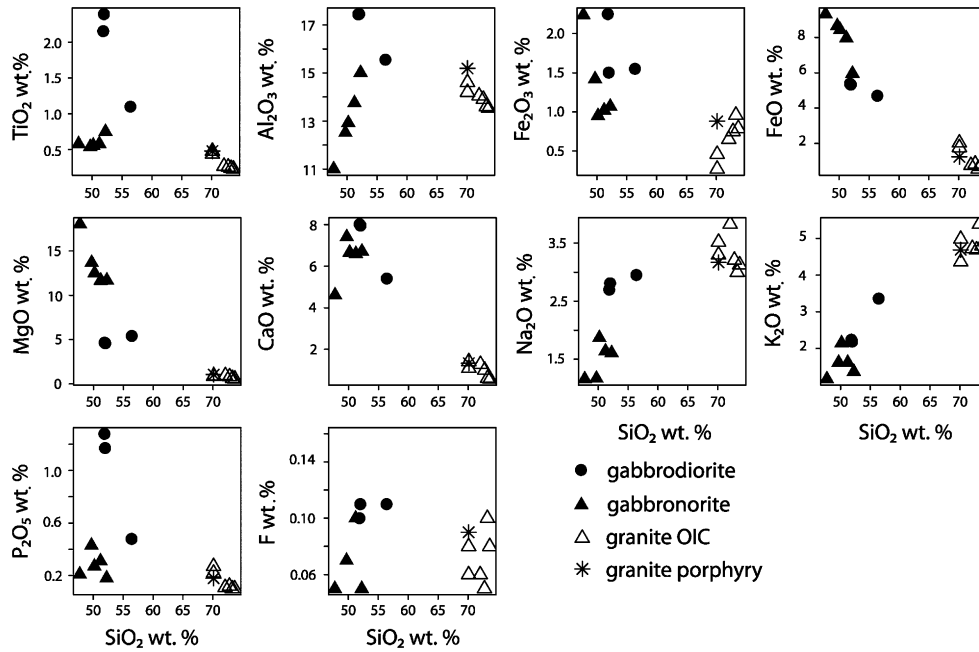 TiO2 wt.%
2.0
1.5
1.0
0.5
50 55 60 65 70
Al2O3 wt. %
17
15
13
11
50 55 60 65 70
Fe2O3 wt. %
2.0
1.5
1.0
0.5
50 55 60 65 70
FeO wt. %
8
6
4
2
50 55 60 65 70
MgO wt. %
15
10
5
0
50 55 60 65 70
CaO wt. %
8
6
4
2
50 55 60 65 70
Na2O wt. %
3.5
2.5
1.5
50 55 60 65 70
SiO2 wt. %
K2O wt. %
5
4
3
2
50 55 60 65 70
SiO2 wt. %
P2O5 wt. %
1.0
0.6
0.2
50 55 60 65 70
SiO2 wt. %
F wt. %
0.14
0.10
0.06
50 55 60 65 70
SiO2 wt. %
gabbrodiorite
gabbronorite
granite OIC
granite porphyry